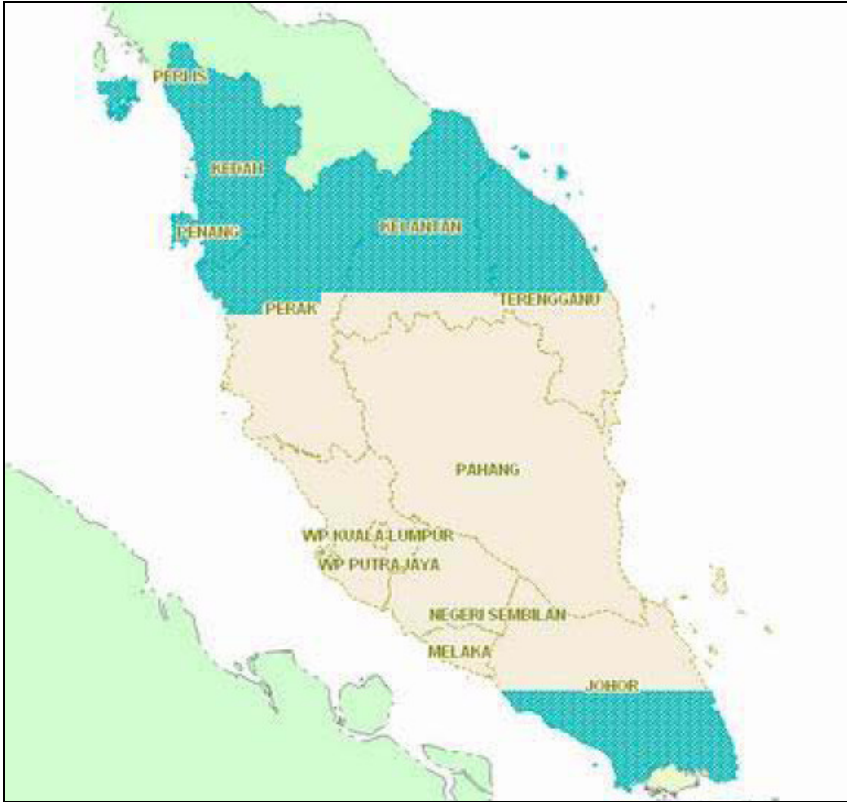 PERLIS
KEDAH
PENANG
KELANTAN
PERAK
TERENGGANU
PAHANG
WP KUALA LUMPUR
WP PUTRAJAYA
NEGERI SEMBILAN
MELAKA
JOHOR